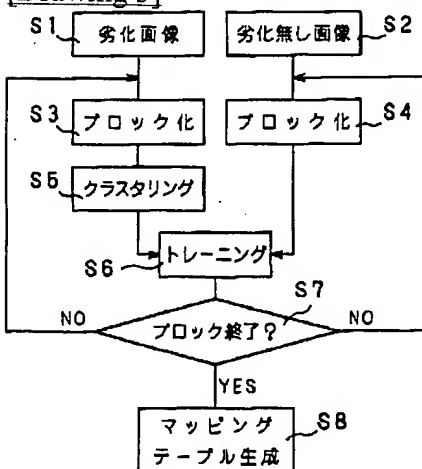 S1 劣化画像
劣化無し画像 S2
S3 ブロック化
ブロック化 S4
S5 クラスタリング
S6 トレーニング
S7
NO ブロック終了? NO
YES
マッピング
テーブル生成 S8